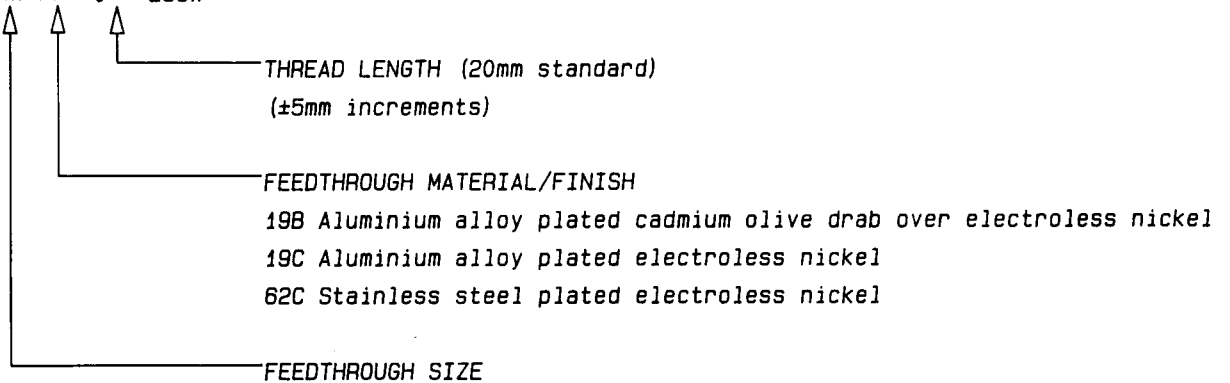 THREAD LENGTH (20mm standard)
(±5mm increments)
FEEDTHROUGH MATERIAL/FINISH
19B Aluminium alloy plated cadmium olive drab over electroless nickel
19C Aluminium alloy plated electroless nickel
62C Stainless steel plated electroless nickel
FEEDTHROUGH SIZE